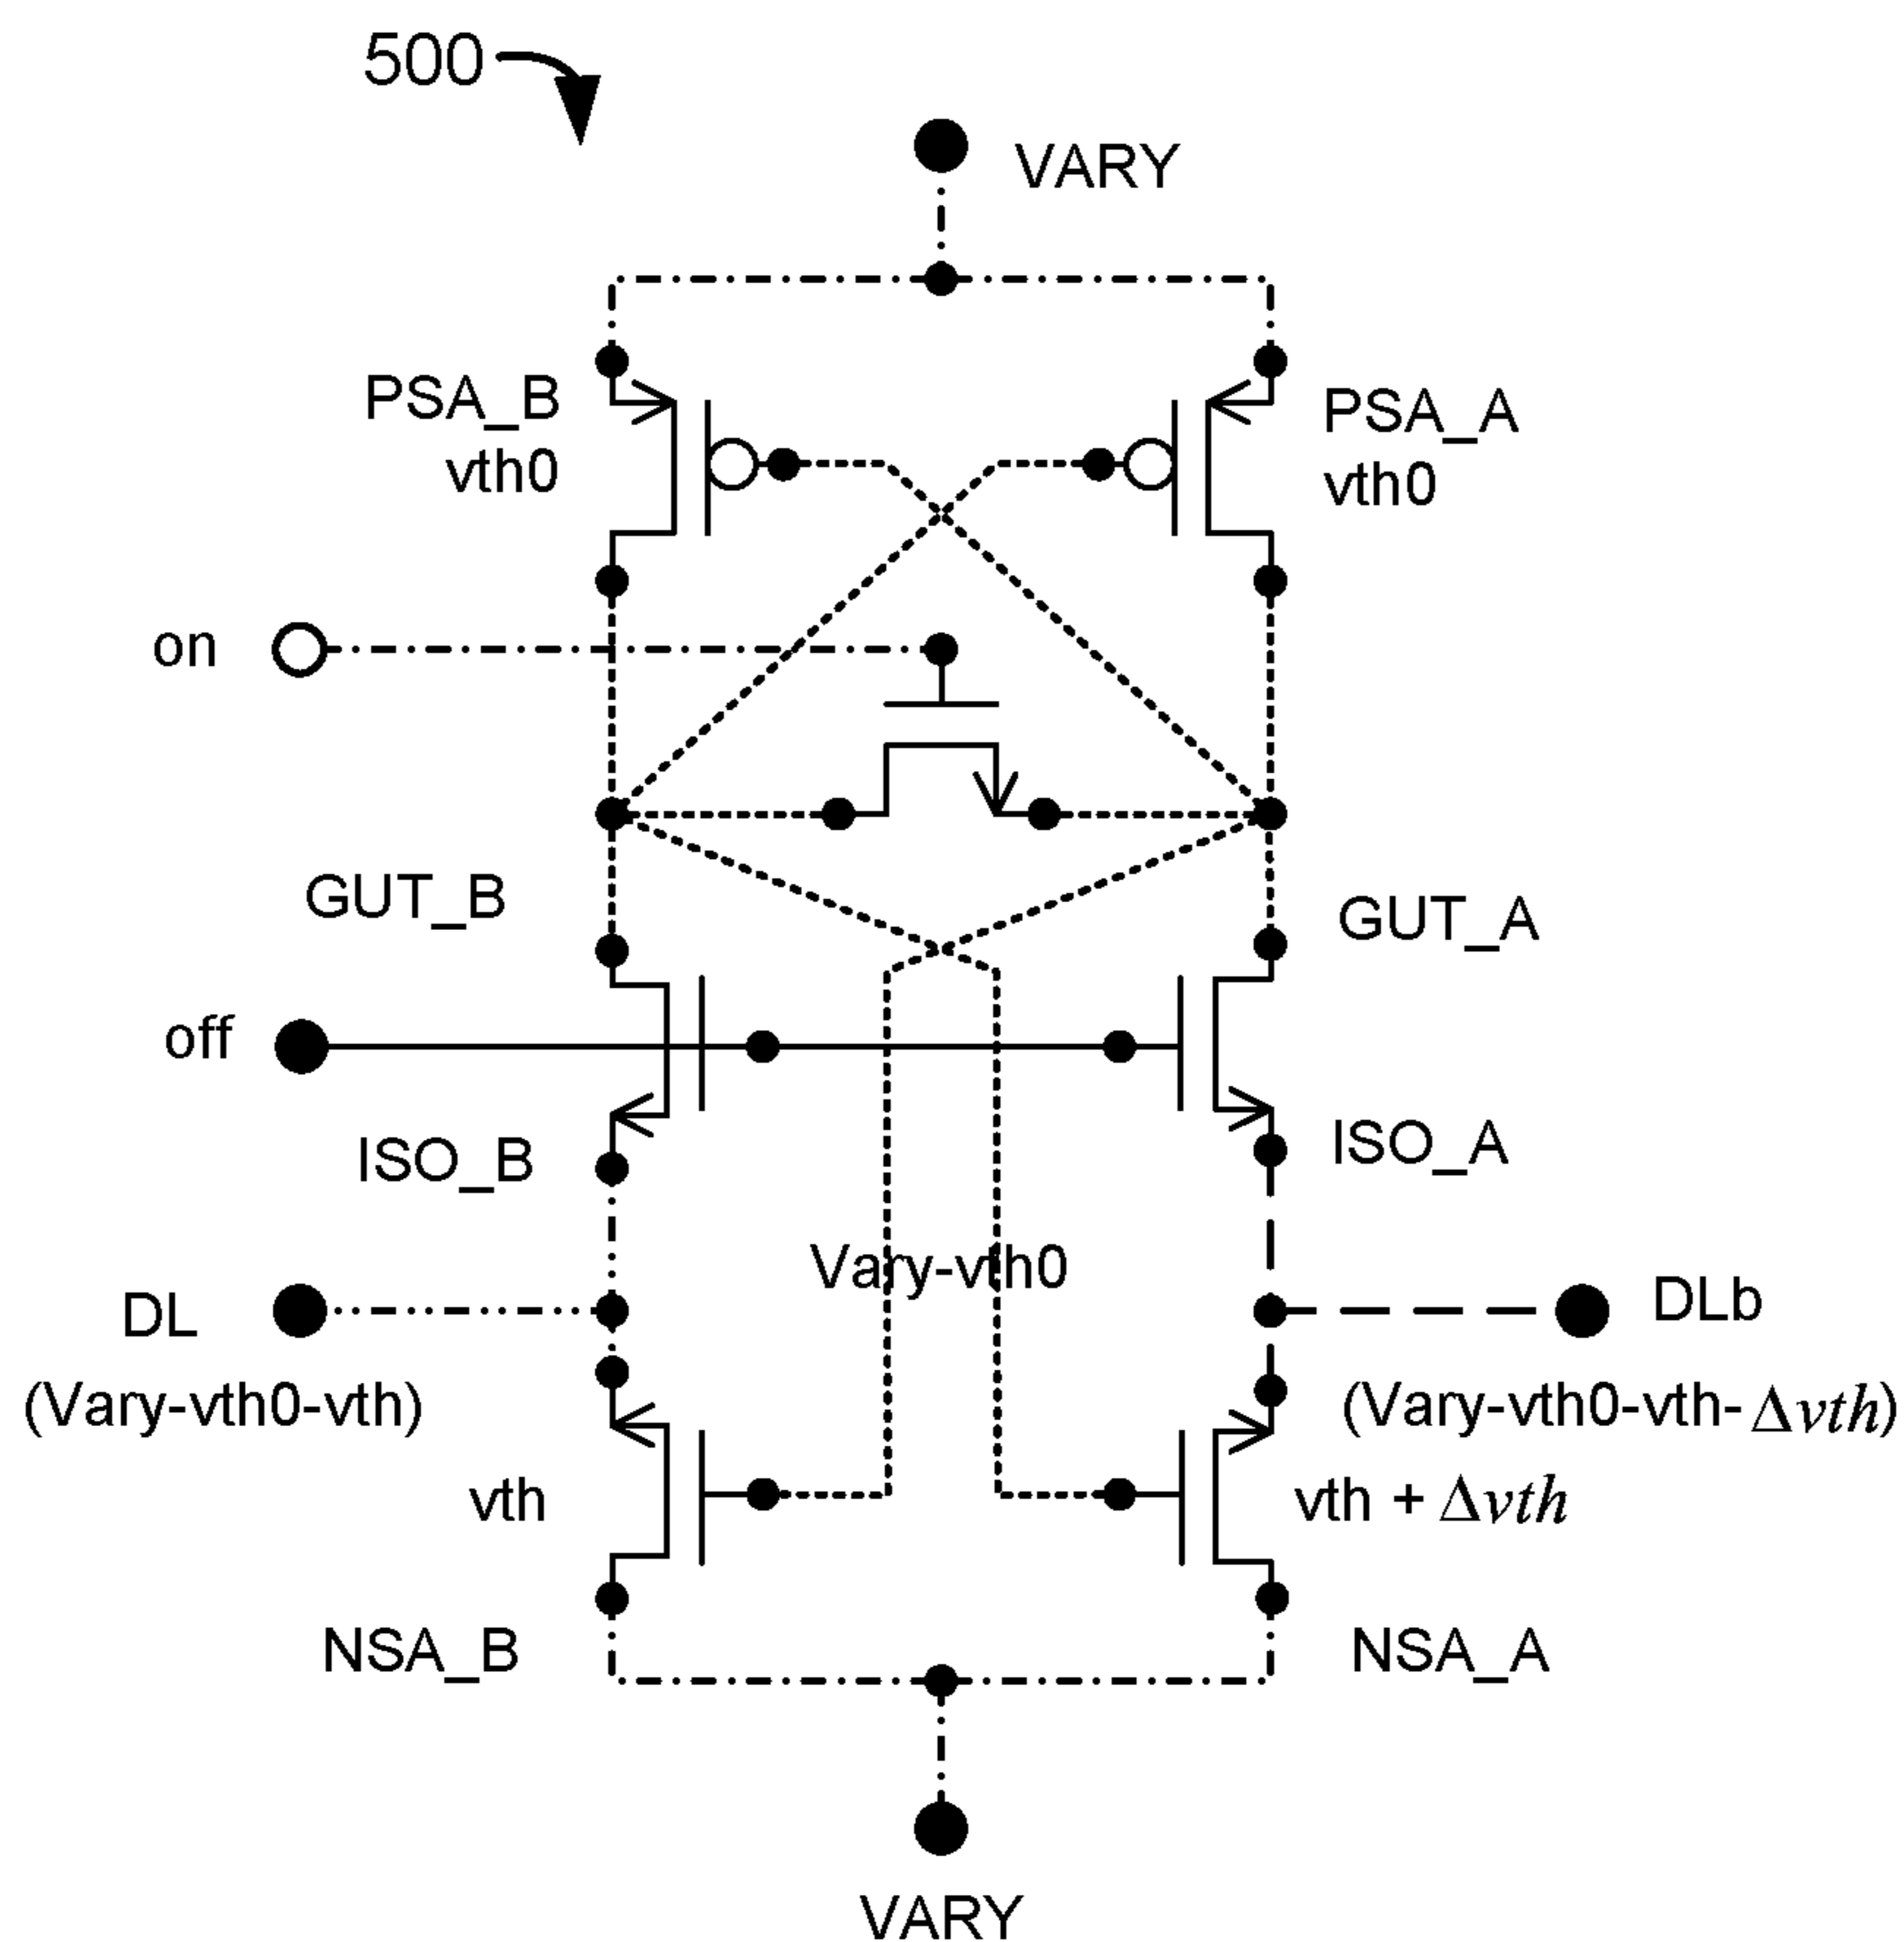 500
VARY
PSA_B
vth0
PSA_A
vth0
on
GUT_B
GUT_A
off
ISO_B
ISO_A
Vary-vth0
DL
(Vary-vth0-vth)
DLb
(Vary-vth0-vth-Δvth)
vth
vth + Δvth
NSA_B
NSA_A
VARY